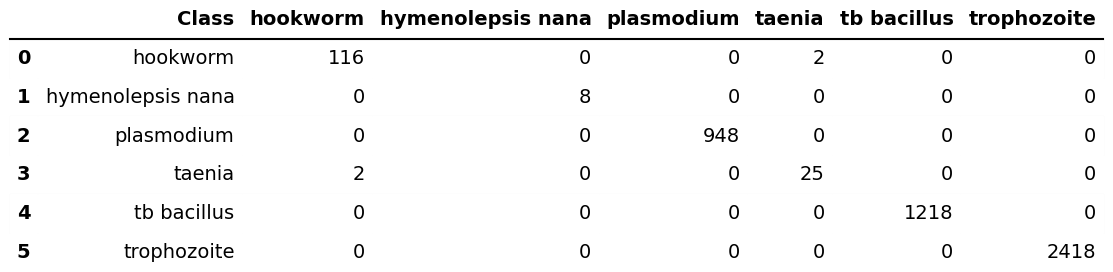 Class hookworm hymenolepsis nana plasmodium taenia tb bacillus trophozoite
0 hookworm 116 0 0 2 0 0
1 hymenolepsis nana 0 8 0 0 0 0
2 plasmodium 0 0 948 0 0 0
3 taenia 2 0 0 25 0 0
4 tb bacillus 0 0 0 0 1218 0
5 trophozoite 0 0 0 0 0 2418